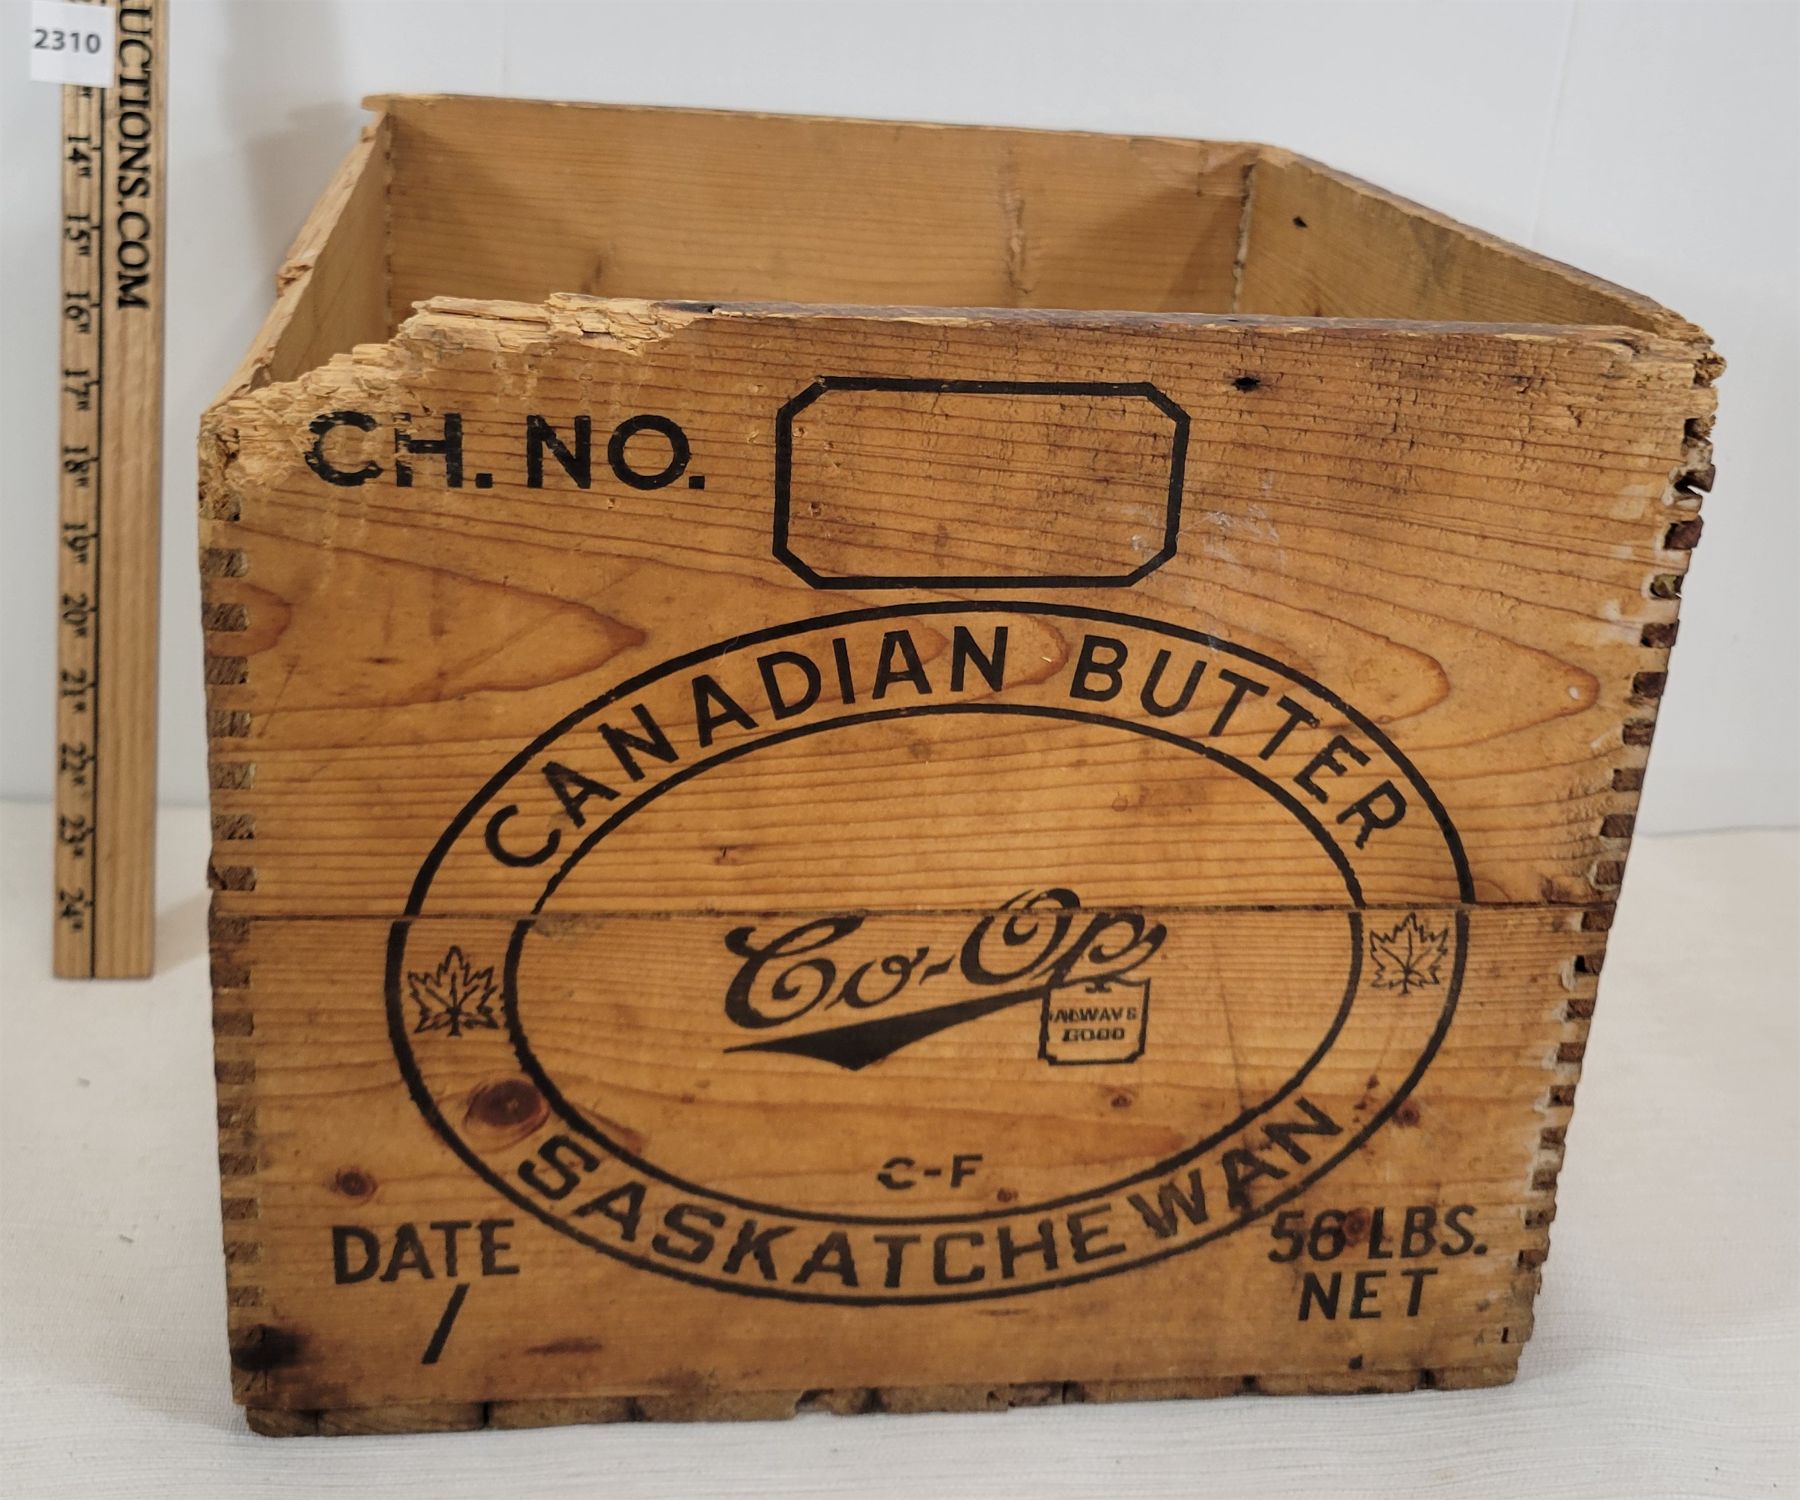 2310
UCTIONS.COM
14"
15"
16"
17"
18"
19"
20"
21"
22"
23"
24"
CH. NO.
CANADIAN BUTTER
Co-Op
ALWAYS
GOOD
C-F
SASKATCHEWAN
DATE
/
56 LBS.
NET